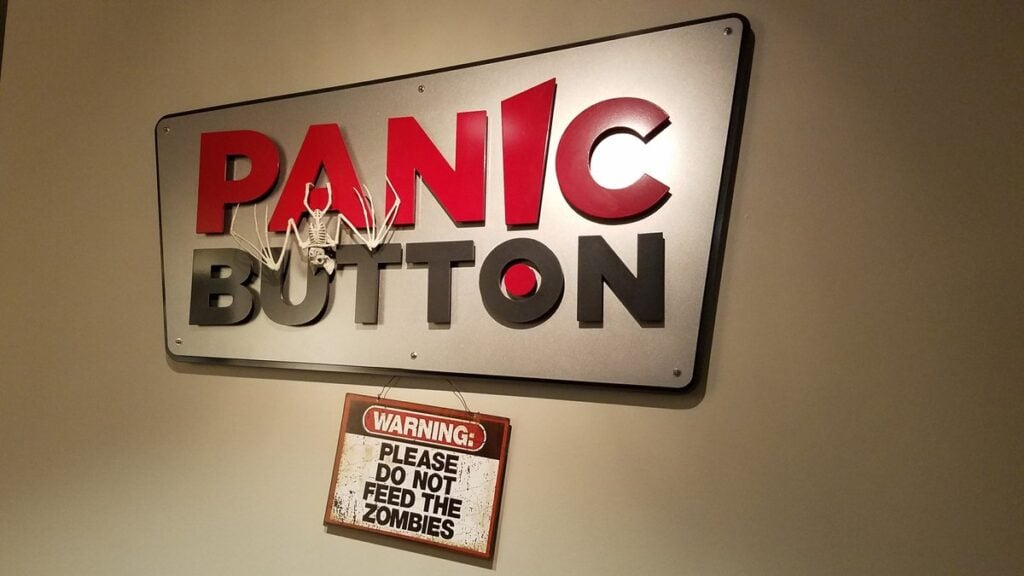 PANIC
BUTTON
WARNING:
PLEASE
DO NOT
FEED THE
ZOMBIES